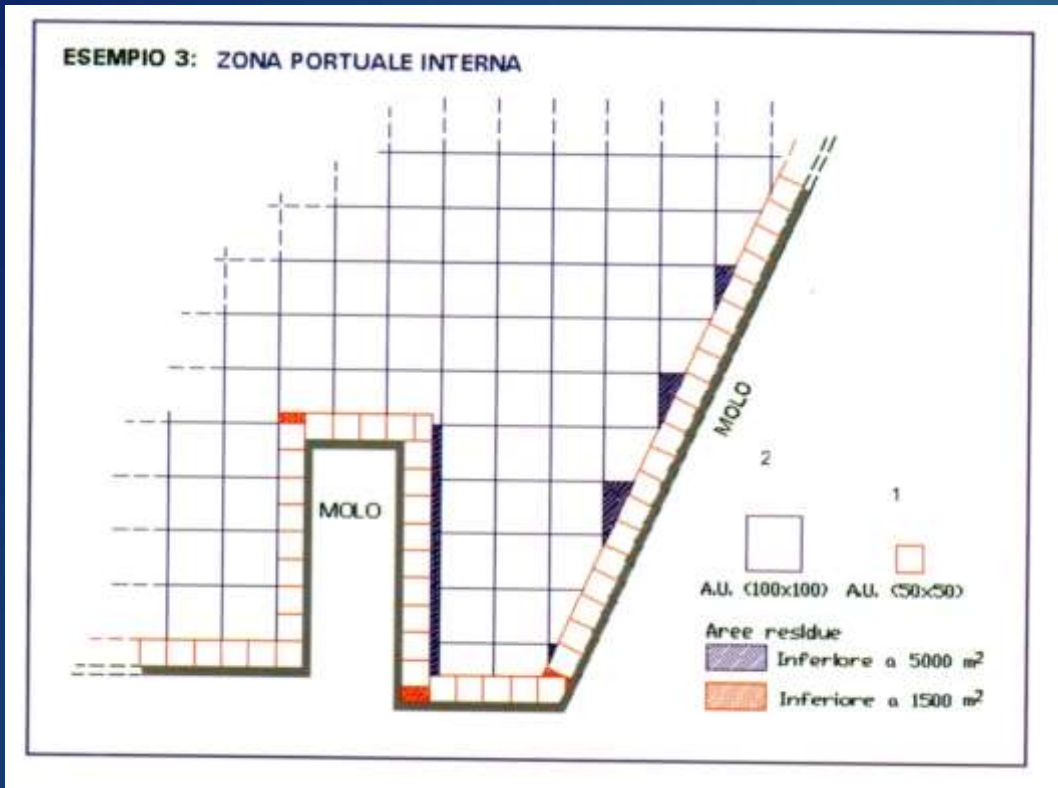 ESEMPIO 3: ZONA PORTUALE INTERNA
MOLO
MOLO
2
1
A.U. (100x100) A.U. (50x50)
Aree residue
Inferiore a 5000 m²
Inferiore a 1500 m²